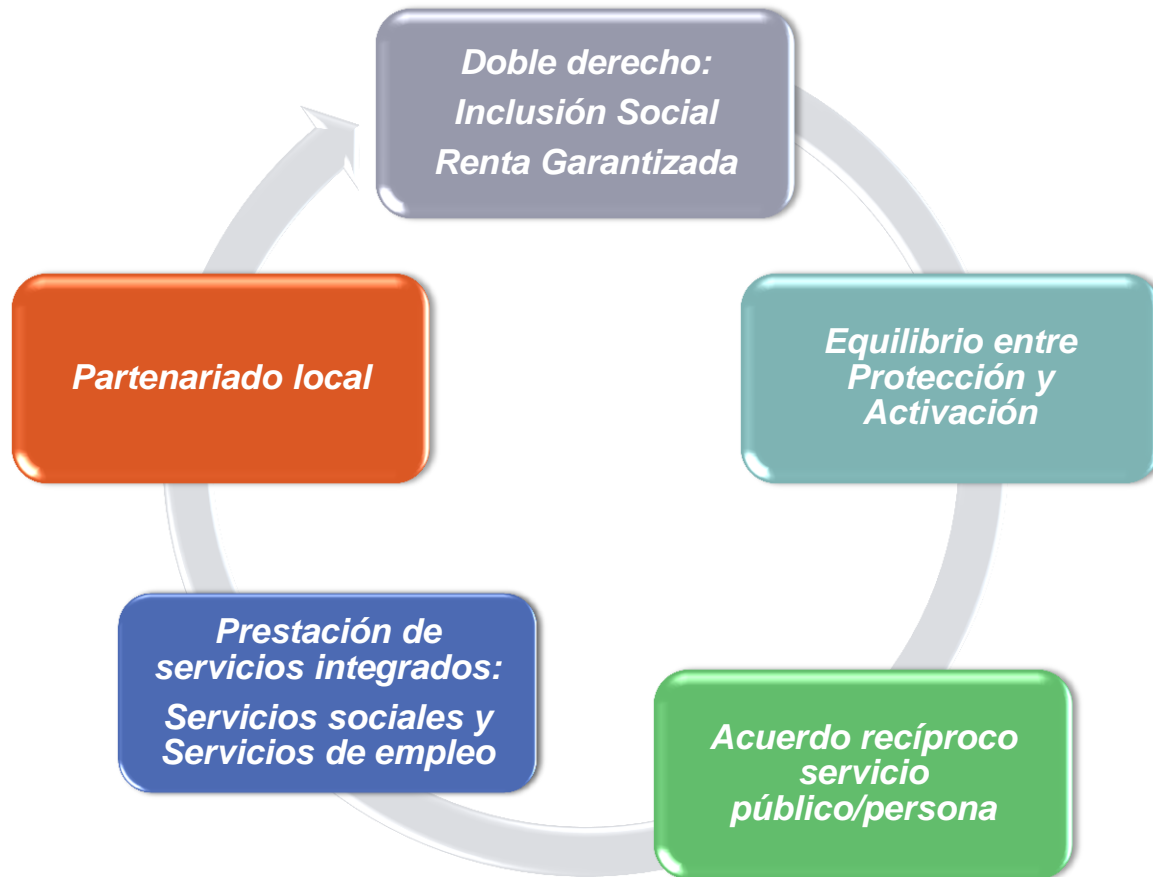 Doble derecho:
Inclusión Social
Renta Garantizada
Equilibrio entre
Protección y
Activación
Acuerdo recíproco
servicio
público/persona
Prestación de
servicios integrados:
Servicios sociales y
Servicios de empleo
Partenariado local